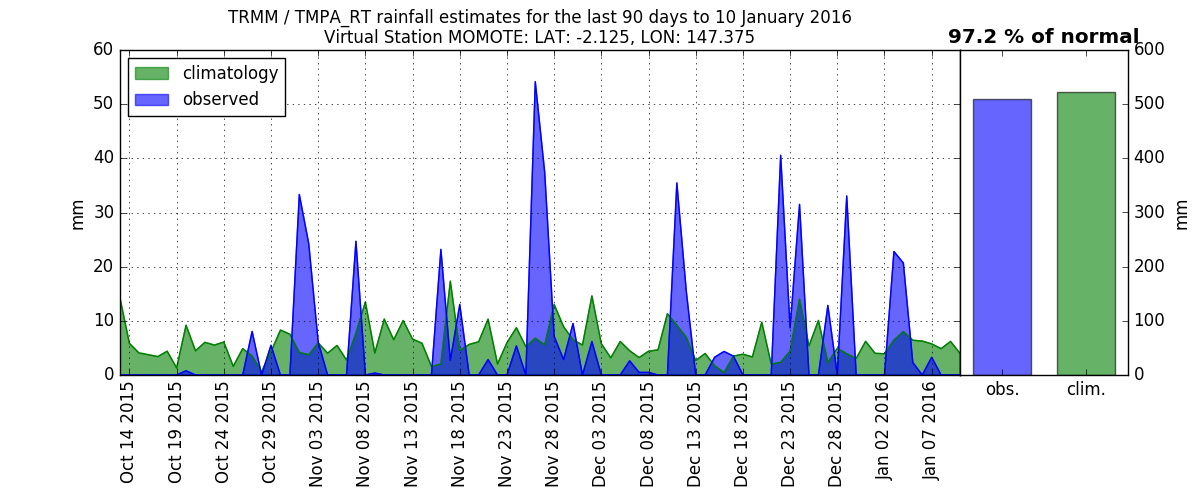 TRMM / TMPA_RT rainfall estimates for the last 90 days to 10 January 2016
Virtual Station MOMOTE: LAT: -2.125, LON: 147.375
97.2 % of normal
climatology
observed
mm
60
50
40
30
20
10
0
Oct 14 2015
Oct 19 2015
Oct 24 2015
Oct 29 2015
Nov 03 2015
Nov 08 2015
Nov 13 2015
Nov 18 2015
Nov 23 2015
Nov 28 2015
Dec 03 2015
Dec 08 2015
Dec 13 2015
Dec 18 2015
Dec 23 2015
Dec 28 2015
Jan 02 2016
Jan 07 2016
600
500
400
300
200
100
0
mm
obs.
clim.